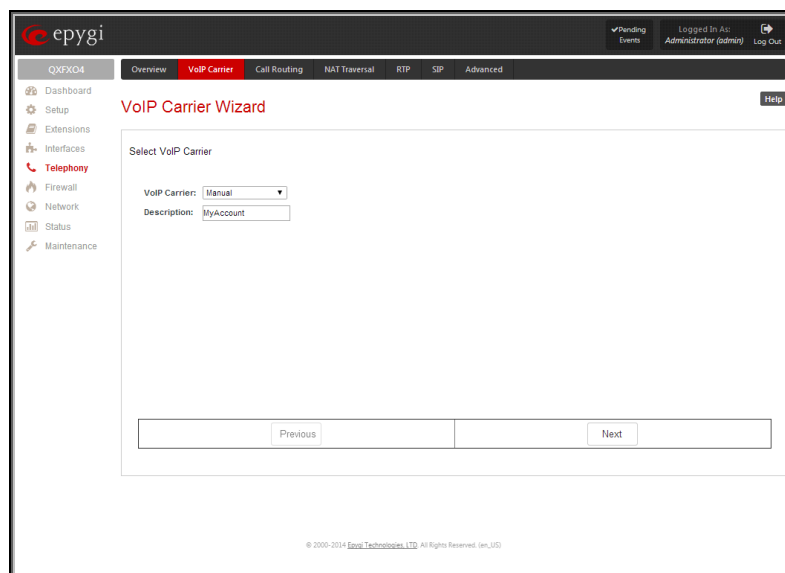 epygi
Pending Events
Logged In As:
Administrator (admin)
Log Out
QXFXO4
Overview VoIP Carrier Call Routing NAT Traversal RTP SIP Advanced
Dashboard
Setup
Extensions
Interfaces
Telephony
Firewall
Network
Status
Maintenance
VoIP Carrier Wizard
Help
Select VoIP Carrier
VoIP Carrier: Manual
Description: MyAccount
Previous Next
© 2000-2014 Epygi Technologies, LTD. All Rights Reserved. (en_US)